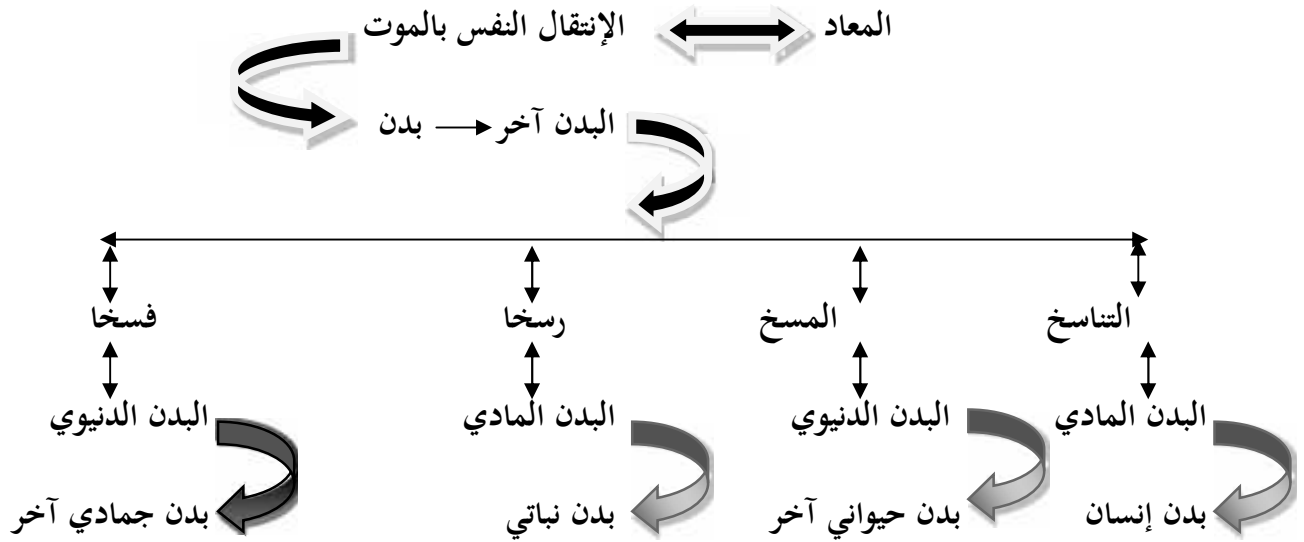 المعاد الإنتقال النفس بالموت
البدن آخر بدن
التناسخ المسخ رسخا فسخا
البدن المادي البدن الدنيوي البدن المادي البدن الدنيوي
بدن إنسان بدن حيواني آخر بدن نباتي بدن جمادي آخر